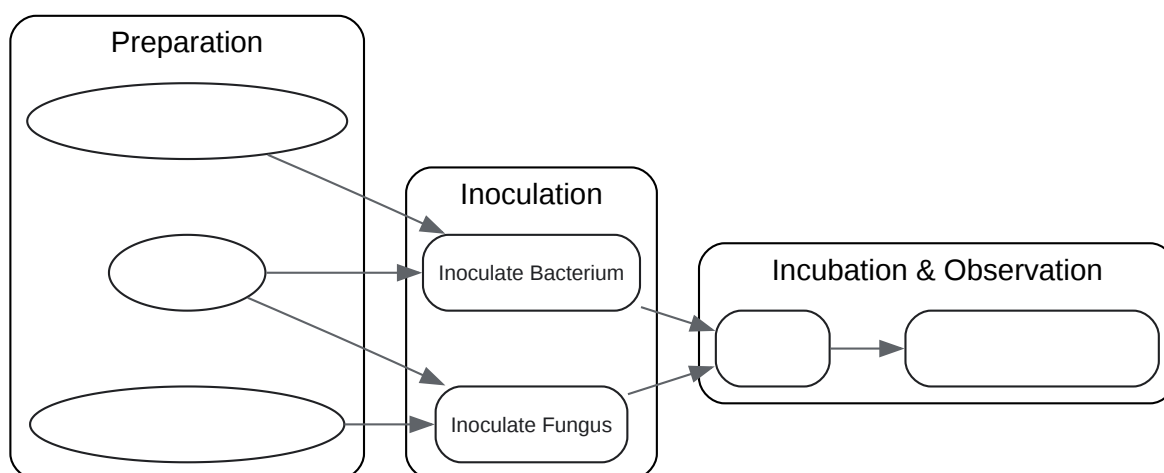 Preparation
Inoculation
Inoculate Bacterium
Inoculate Fungus
Incubation & Observation